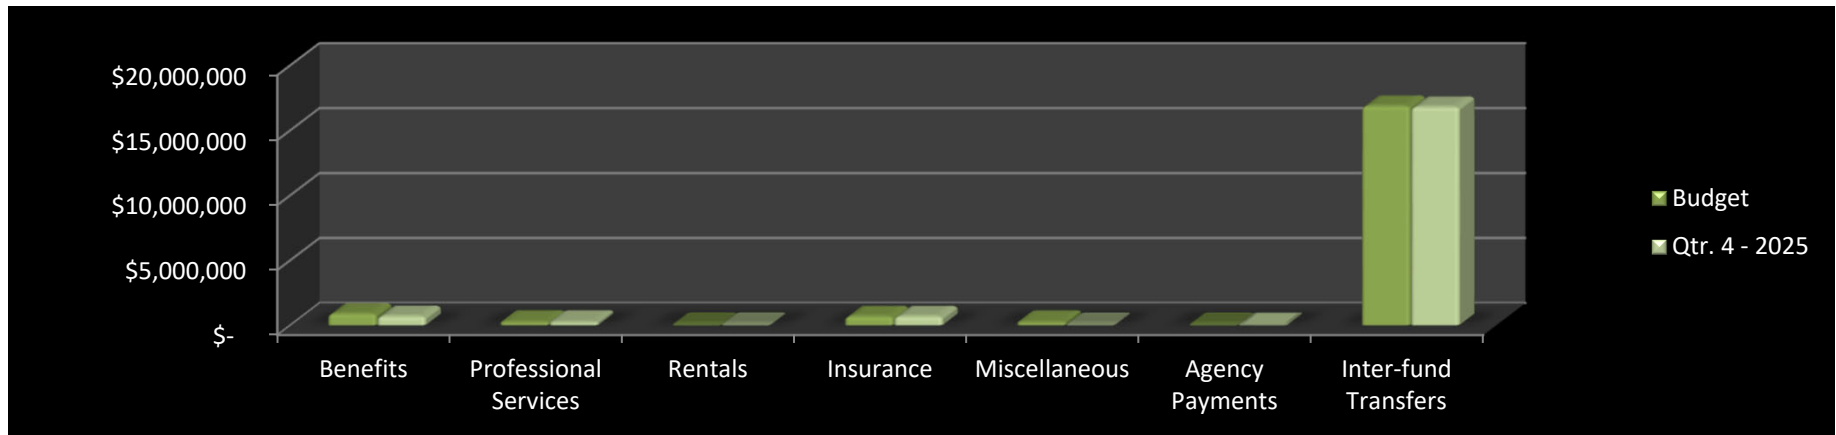 $20,000,000
$15,000,000
$10,000,000
$5,000,000
$-
Benefits
Professional
Services
Rentals
Insurance
Miscellaneous
Agency
Payments
Inter-fund
Transfers
Budget
Qtr. 4 - 2025